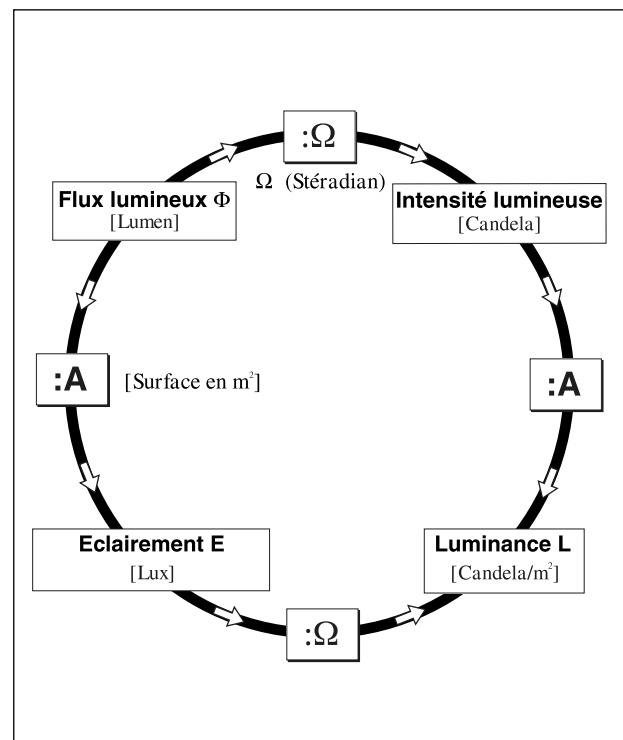 :Ω
Ω (Stéradian)
Flux lumineux Φ
[Lumen]
Intensité lumineuse
[Candela]
:A
[Surface en m²]
:A
Eclairement E
[Lux]
Luminance L
[Candela/m²]
:Ω